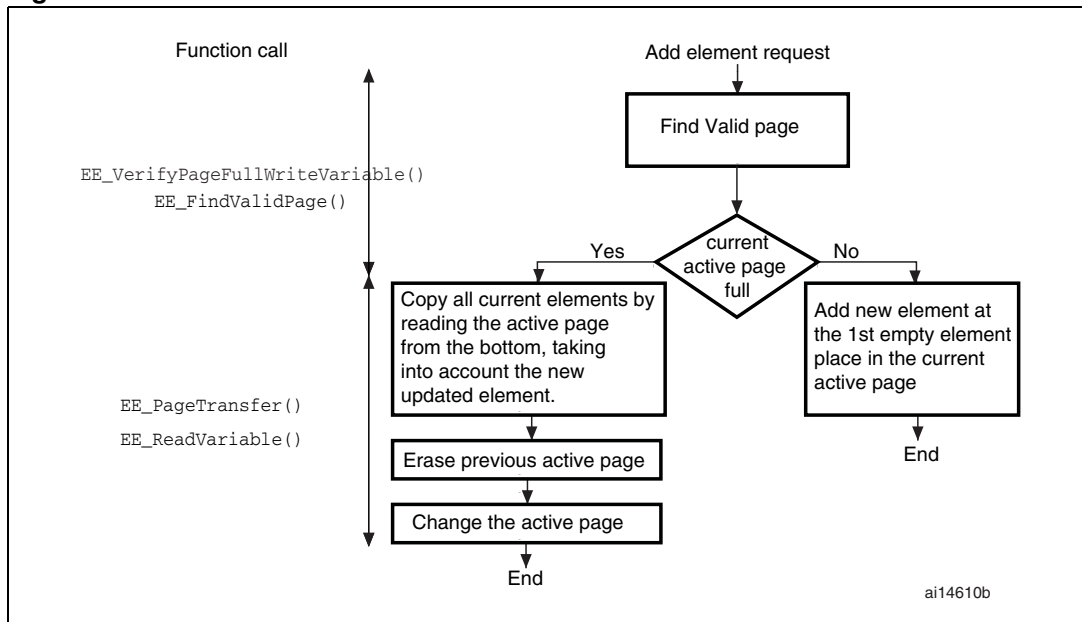 Function call
Add element request
Find Valid page
EE_VerifyPageFullWriteVariable()
EE_FindValidPage()
current
active page
full
Yes
No
Copy all current elements by
reading the active page
from the bottom, taking
into account the new
updated element.
Add new element at
the 1st empty element
place in the current
active page
EE_PageTransfer()
EE_ReadVariable()
End
Erase previous active page
Change the active page
End
ai14610b